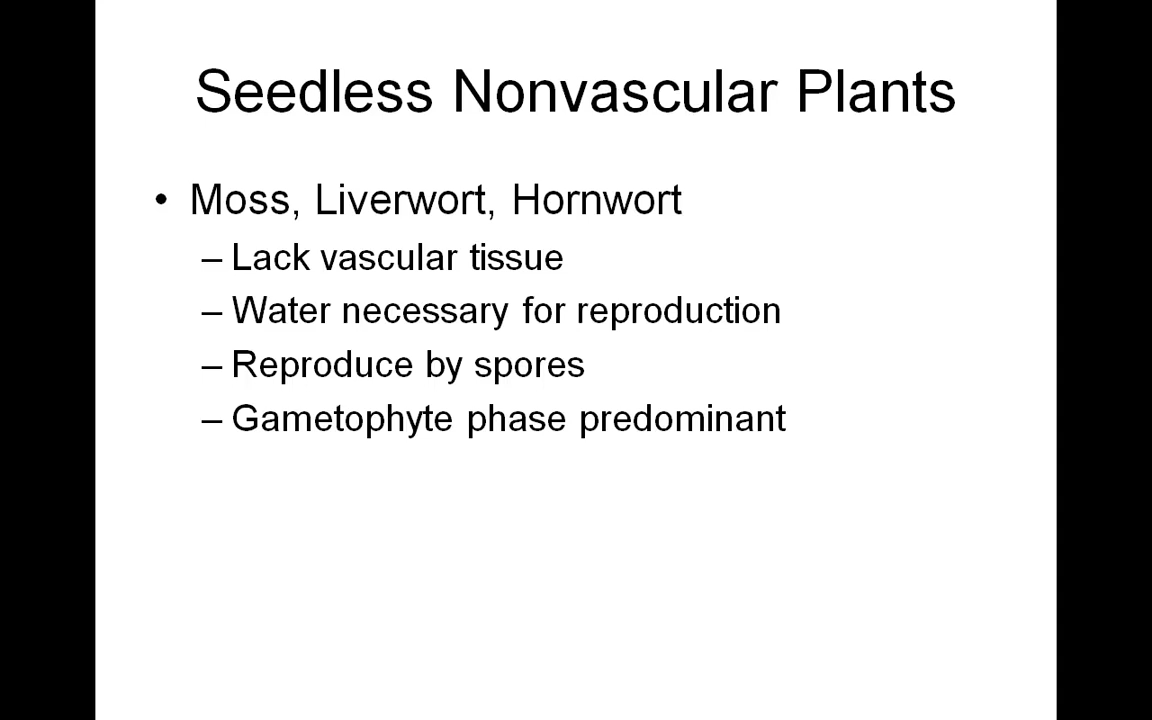 Seedless Nonvascular Plants
• Moss, Liverwort, Hornwort
– Lack vascular tissue
– Water necessary for reproduction
– Reproduce by spores
– Gametophyte phase predominant